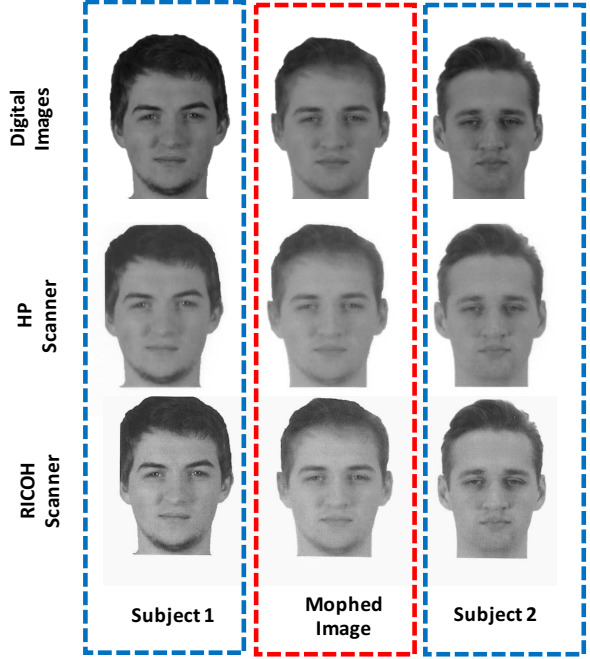 Digital
Images
HP
Scanner
RICOH
Scanner
Subject 1
Mophed
Image
Subject 2